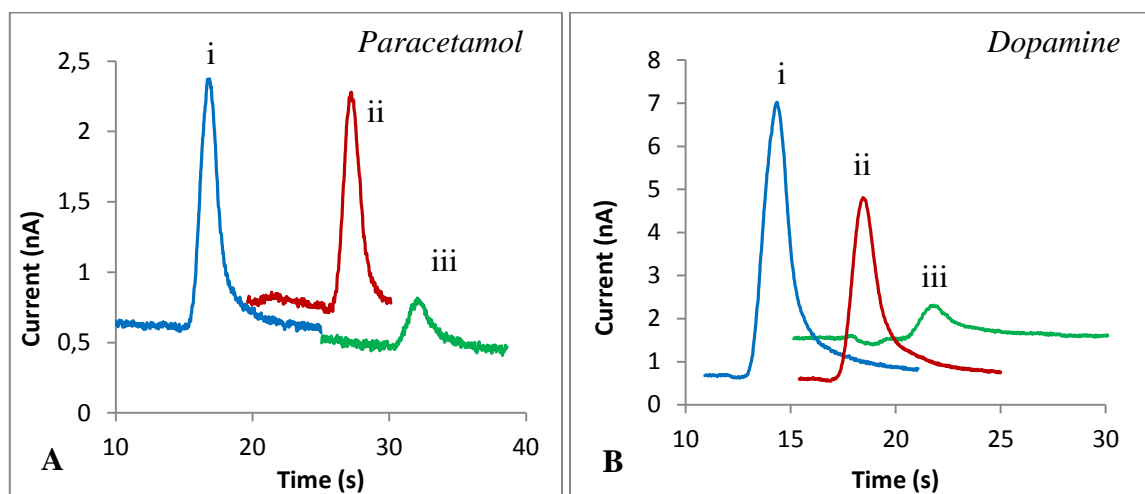 Paracetamol
i
ii
iii
2,5
2
1,5
1
0,5
0
Current (nA)
10
20
30
40
Time (s)
A
Dopamine
i
ii
iii
8
7
6
5
4
3
2
1
0
Current (nA)
10
15
20
25
30
Time (s)
B